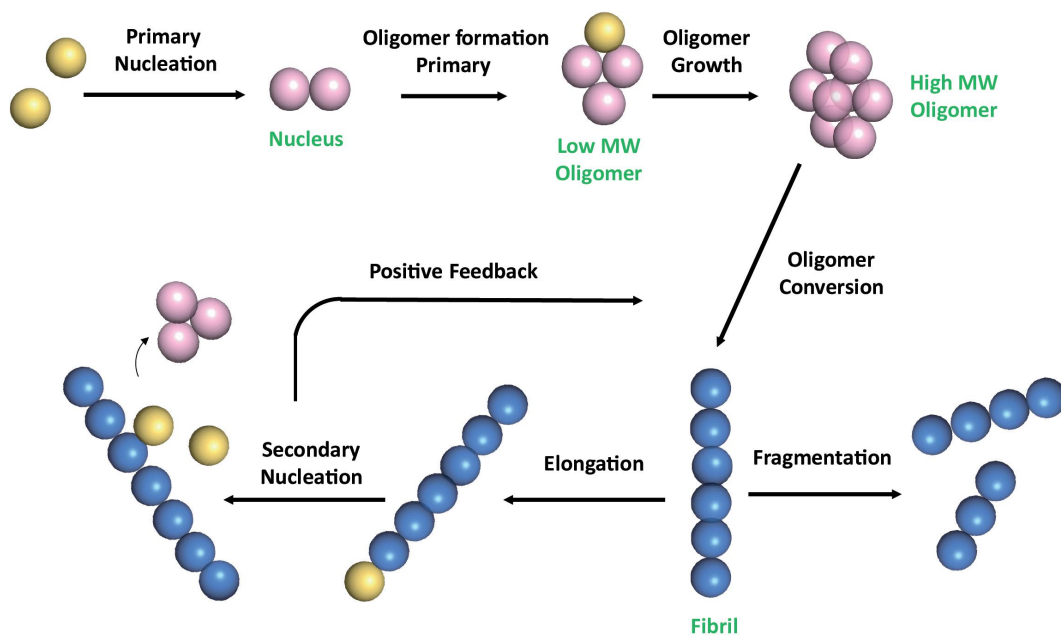 Primary
Nucleation
Nucleus
Oligomer formation
Primary
Low MW
Oligomer
Oligomer
Growth
High MW
Oligomer
Oligomer
Conversion
Positive Feedback
Secondary
Nucleation
Elongation
Fragmentation
Fibril